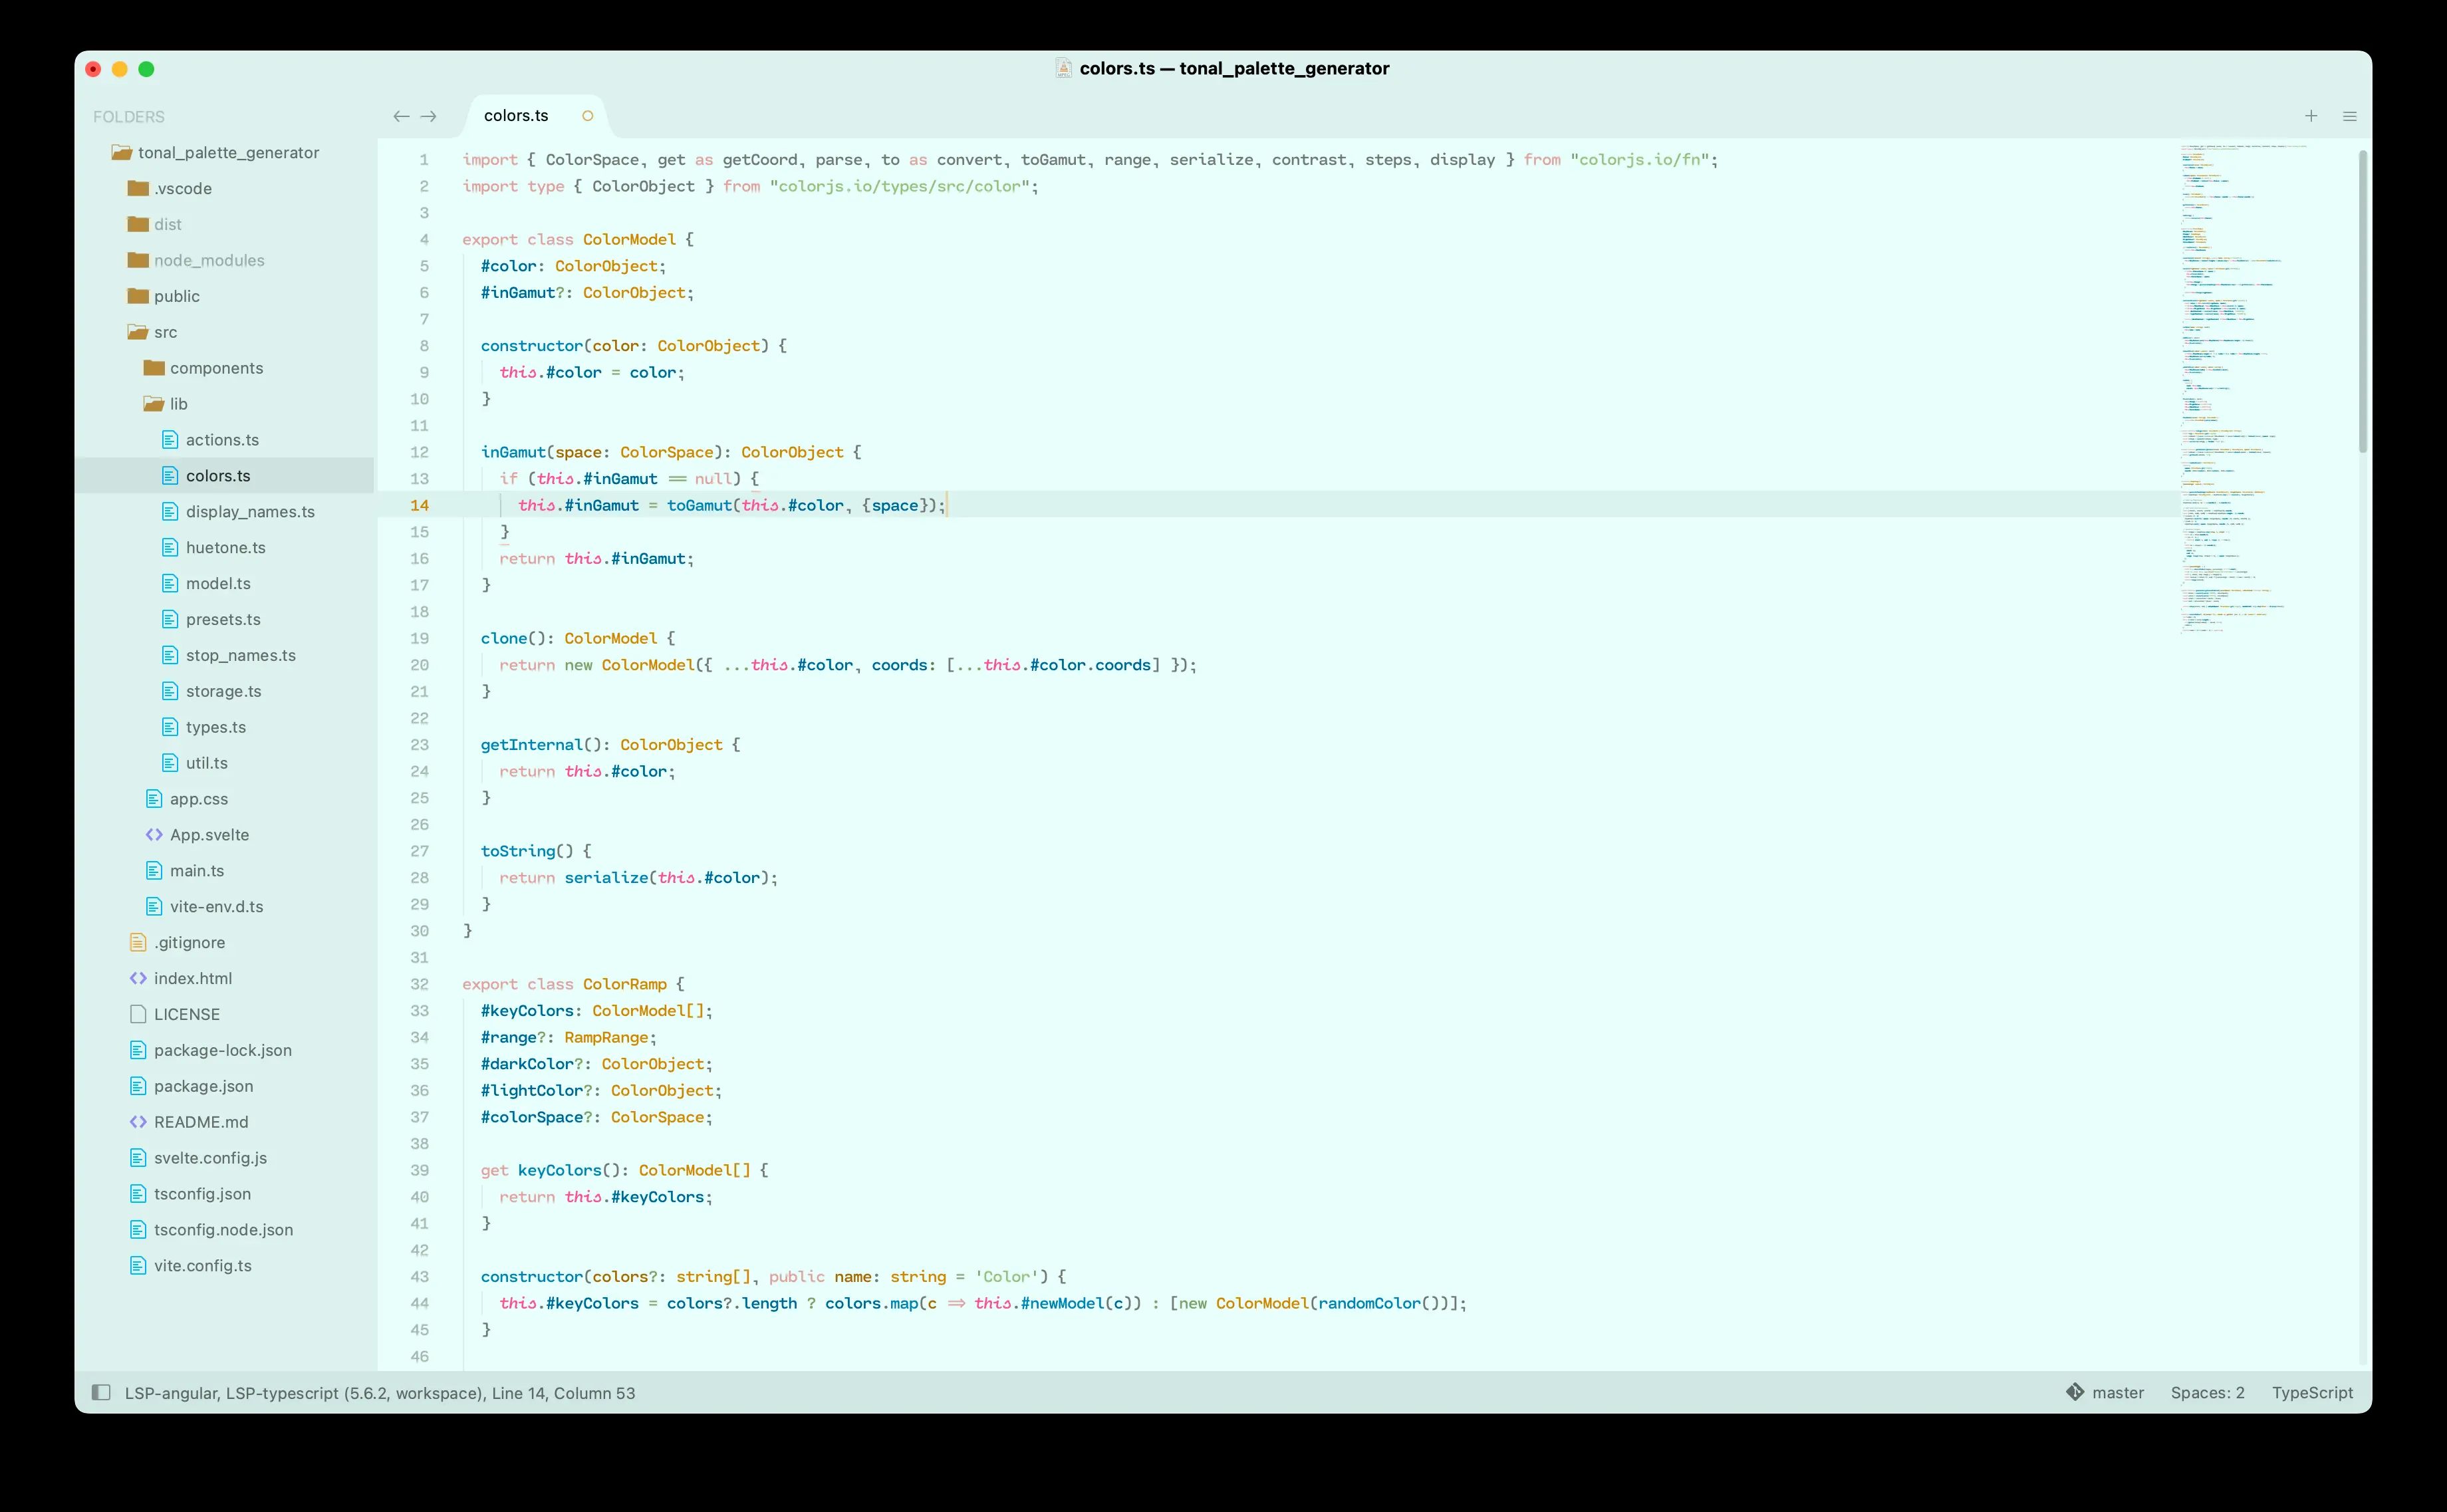 colors.ts — tonal_palette_generator
FOLDERS
tonal_palette_generator
.vscode
dist
node_modules
public
src
components
lib
actions.ts
colors.ts
display_names.ts
huetone.ts
model.ts
presets.ts
stop_names.ts
storage.ts
types.ts
util.ts
app.css
App.svelte
main.ts
vite-env.d.ts
.gitignore
index.html
LICENSE
package-lock.json
package.json
README.md
svelte.config.js
tsconfig.json
tsconfig.node.json
vite.config.ts
colors.ts
1 import { ColorSpace, get as getCoord, parse, to as convert, toGamut, range, serialize, contrast, steps, display } from "colorjs.io/fn";
2 import type { ColorObject } from "colorjs.io/types/src/color";
3
4 export class ColorModel {
5 #color: ColorObject;
6 #inGamut?: ColorObject;
7
8 constructor(color: ColorObject) {
9 this.#color = color;
10 }
11
12 inGamut(space: ColorSpace): ColorObject {
13 if (this.#inGamut == null) {
14 this.#inGamut = toGamut(this.#color, {space});
15 }
16 return this.#inGamut;
17 }
18
19 clone(): ColorModel {
20 return new ColorModel({ ...this.#color, coords: [...this.#color.coords] });
21 }
22
23 getInternal(): ColorObject {
24 return this.#color;
25 }
26
27 toString() {
28 return serialize(this.#color);
29 }
30 }
31
32 export class ColorRamp {
33 #keyColors: ColorModel[];
34 #range?: RampRange;
35 #darkColor?: ColorObject;
36 #lightColor?: ColorObject;
37 #colorSpace?: ColorSpace;
38
39 get keyColors(): ColorModel[] {
40 return this.#keyColors;
41 }
42
43 constructor(colors?: string[], public name: string = 'Color') {
44 this.#keyColors = colors?.length ? colors.map(c => this.#newModel(c)) : [new ColorModel(randomColor())];
45 }
46
LSP-angular, LSP-typescript (5.6.2, workspace), Line 14, Column 53
master
Spaces: 2
TypeScript